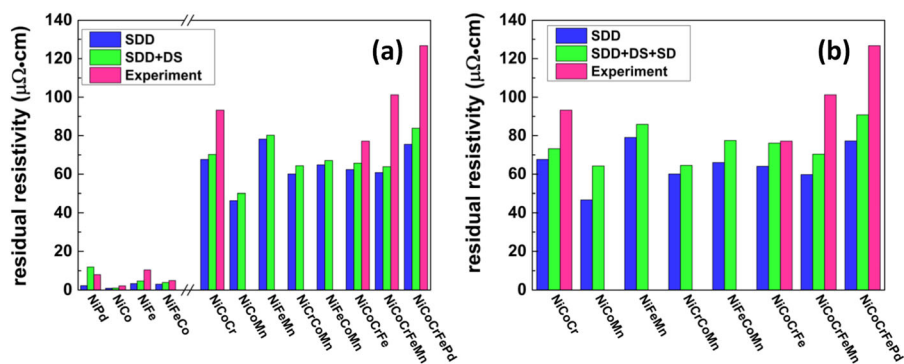 140
120
100
80
60
40
20
0
residual resistivity (μΩ•cm)
SDD
SDD+DS
Experiment
(a)
NiPd
NiCo
NiFe
NiFeCo
NiCoCr
NiCoMn
NiFeMn
NiCrCoMn
NiFeCoMn
NiCoCrFe
NiCoCrFeMn
NiCoCrFePd
140
120
100
80
60
40
20
0
residual resistivity (μΩ•cm)
SDD
SDD+DS+SD
Experiment
(b)
NiCoCr
NiCoMn
NiFeMn
NiCrCoMn
NiFeCoMn
NiCoCrFe
NiCoCrFeMn
NiCoCrFePd